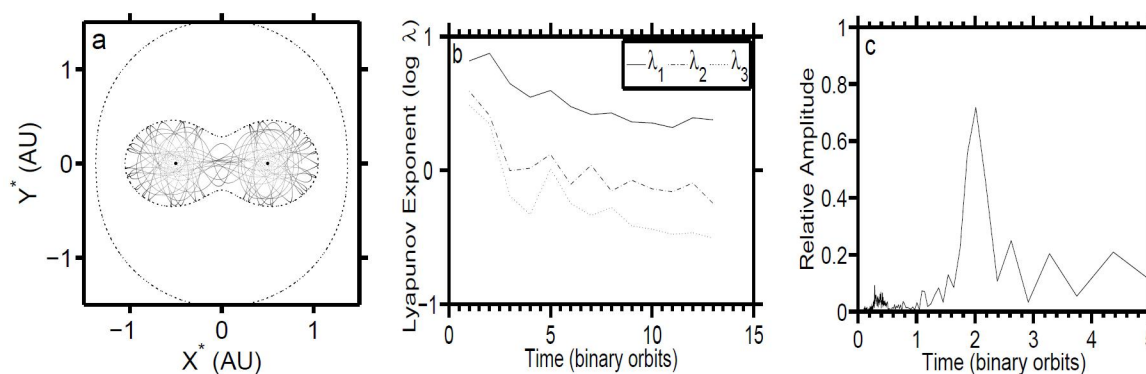 a
1
0
−1
Y* (AU)
−1 0 1
X* (AU)
b
1
0
−1
Lyapunov Exponent (log λ)
λ1 λ2 λ3
0 5 10 15
Time (binary orbits)
c
1
0.8
0.6
0.4
0.2
0
Relative Amplitude
0 1 2 3 4 5
Time (binary orbits)